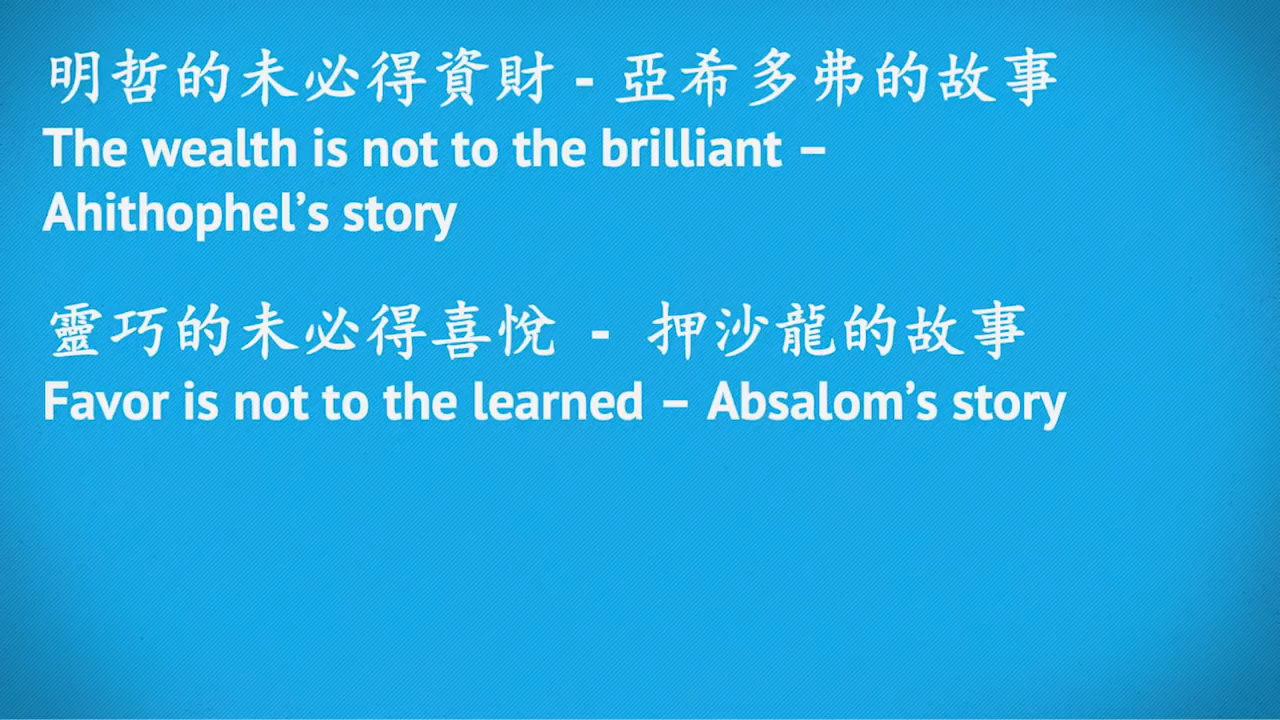 明哲的未必得資財 - 亞希多弗的故事
The wealth is not to the brilliant –
Ahithophel’s story
靈巧的未必得喜悅 - 押沙龍的故事
Favor is not to the learned – Absalom’s story